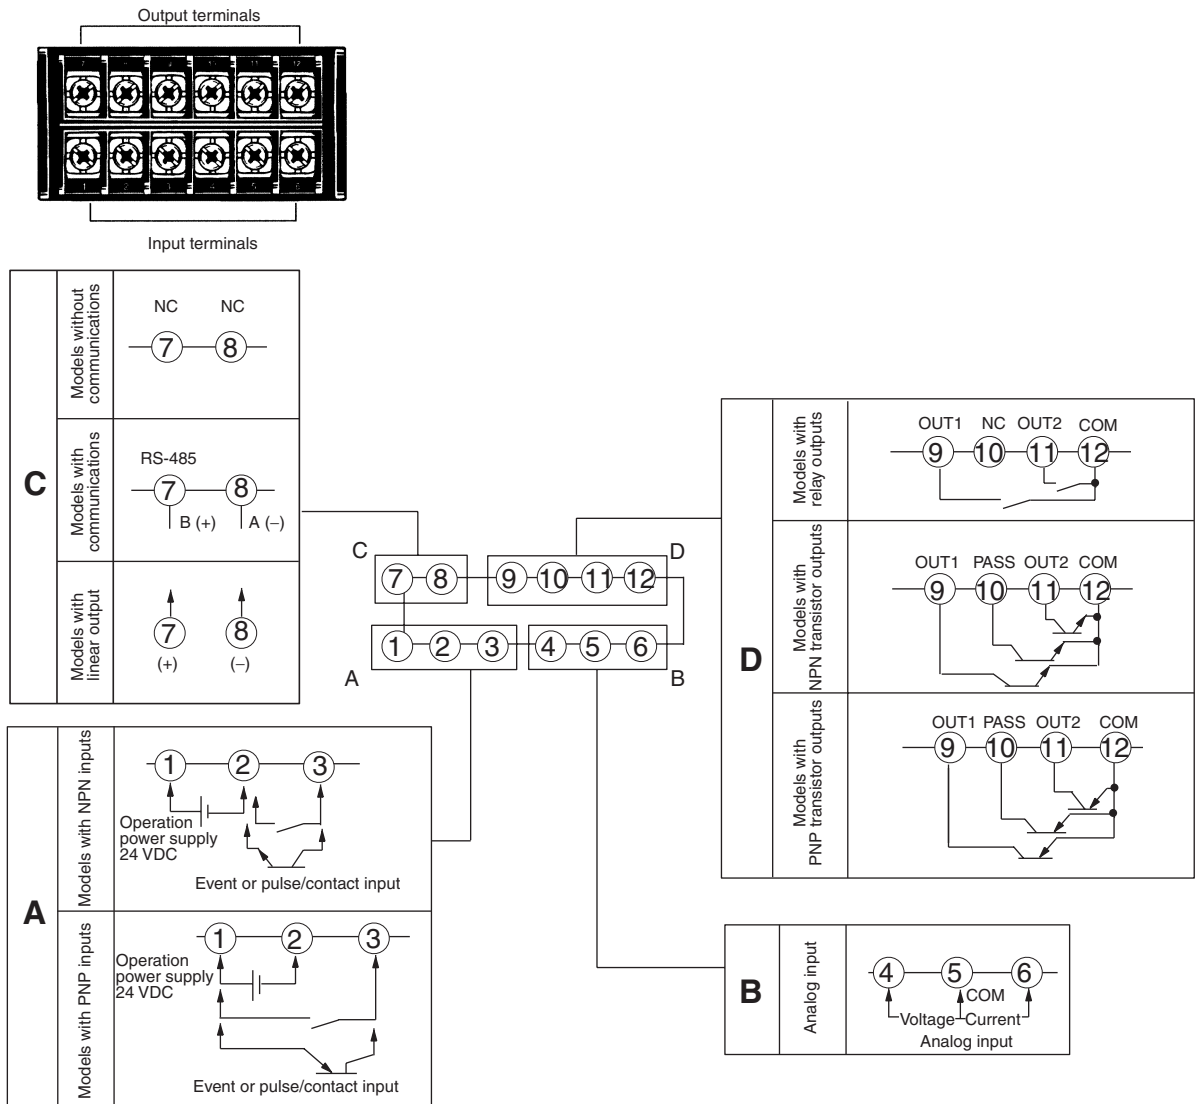 Output terminals
1 2 3 4 5 6
Input terminals
C
Models without
communications
NC NC
7 8
Models with
communications
RS-485
7 8
B (+) A (−)
Models with
linear output
7 8
(+) (−)
C D
7 8 9 10 11 12
1 2 3 4 5 6
A B
D
Models with
relay outputs
OUT1 NC OUT2 COM
9 10 11 12
Models with
NPN transistor outputs
OUT1 PASS OUT2 COM
9 10 11 12
Models with
PNP transistor outputs
OUT1 PASS OUT2 COM
9 10 11 12
A
Models with NPN inputs
1 2 3
Operation
power supply
24 VDC
Event or pulse/contact input
Models with PNP inputs
1 2 3
Operation
power supply
24 VDC
Event or pulse/contact input
B
Analog input
4 5 6
COM
Voltage Current
Analog input